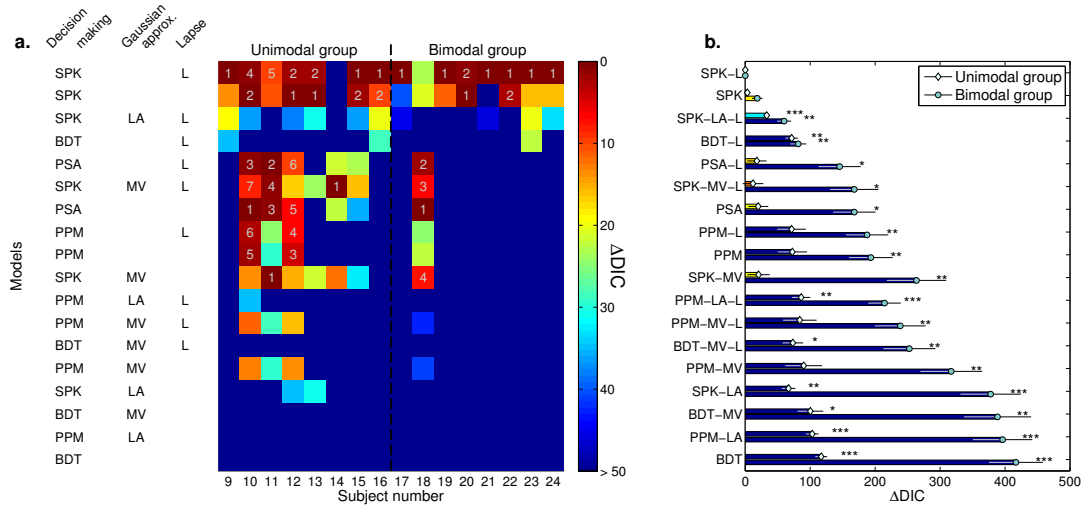 a.
Decision making
Gaussian approx.
Lapse
Unimodal group
Bimodal group
SPK L 1 4 5 2 2 1 1 1 1 2 1 1 1 1
SPK 2 1 1 2 2 1 2
SPK LA L
BDT L
PSA L 3 2 6 2
SPK MV L 7 4 1 3
PSA 1 3 5 1
PPM L 6 4
PPM 5 3
SPK MV 1 4
PPM LA L
PPM MV L
BDT MV L
PPM MV
SPK LA
BDT MV
PPM LA
BDT
Models
9 10 11 12 13 14 15 16 17 18 19 20 21 22 23 24
Subject number
0
10
20
30
40
> 50
ΔDIC
b.
Unimodal group
Bimodal group
SPK−L
SPK
SPK−LA−L *** **
BDT−L ** **
PSA−L *
SPK−MV−L *
PSA *
PPM−L **
PPM **
SPK−MV **
PPM−LA−L ** ***
PPM−MV−L **
BDT−MV−L * **
PPM−MV **
SPK−LA ** ***
BDT−MV * **
PPM−LA *** ***
BDT *** ***
0 100 200 300 400 500
ΔDIC